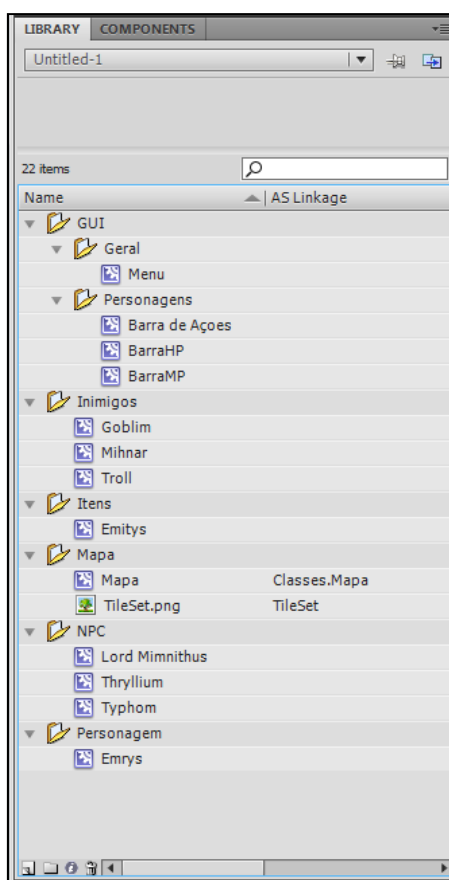 LIBRARY COMPONENTS
Untitled-1
22 items
Name AS Linkage
GUI
Geral
Menu
Personagens
Barra de Açoes
BarraHP
BarraMP
Inimigos
Goblim
Mihnar
Troll
Itens
Emitys
Mapa
Mapa Classes.Mapa
TileSet.png TileSet
NPC
Lord Mimnithus
Thryllium
Typhom
Personagem
Emrys